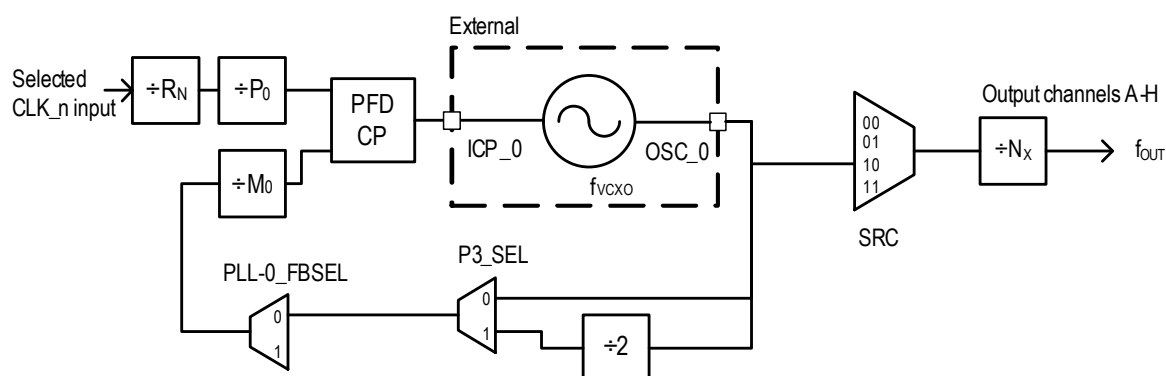 External
Selected
CLK_n input
÷RN
÷P0
PFD
CP
ICP_0
OSC_0
fVCXO
÷M0
00
01
10
11
SRC
Output channels A-H
÷NX
fOUT
PLL-0_FBSEL
0
1
P3_SEL
0
1
÷2